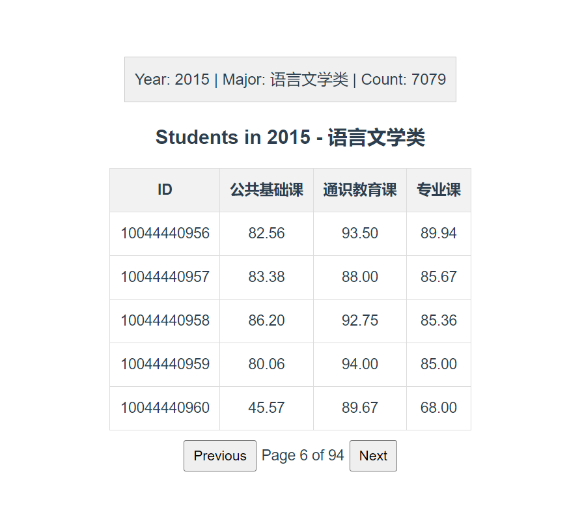 Year: 2015 | Major: 语言文学类 | Count: 7079
Students in 2015 - 语言文学类
ID 公共基础课 通识教育课 专业课
10044440956 82.56 93.50 89.94
10044440957 83.38 88.00 85.67
10044440958 86.20 92.75 85.36
10044440959 80.06 94.00 85.00
10044440960 45.57 89.67 68.00
Previous Page 6 of 94 Next